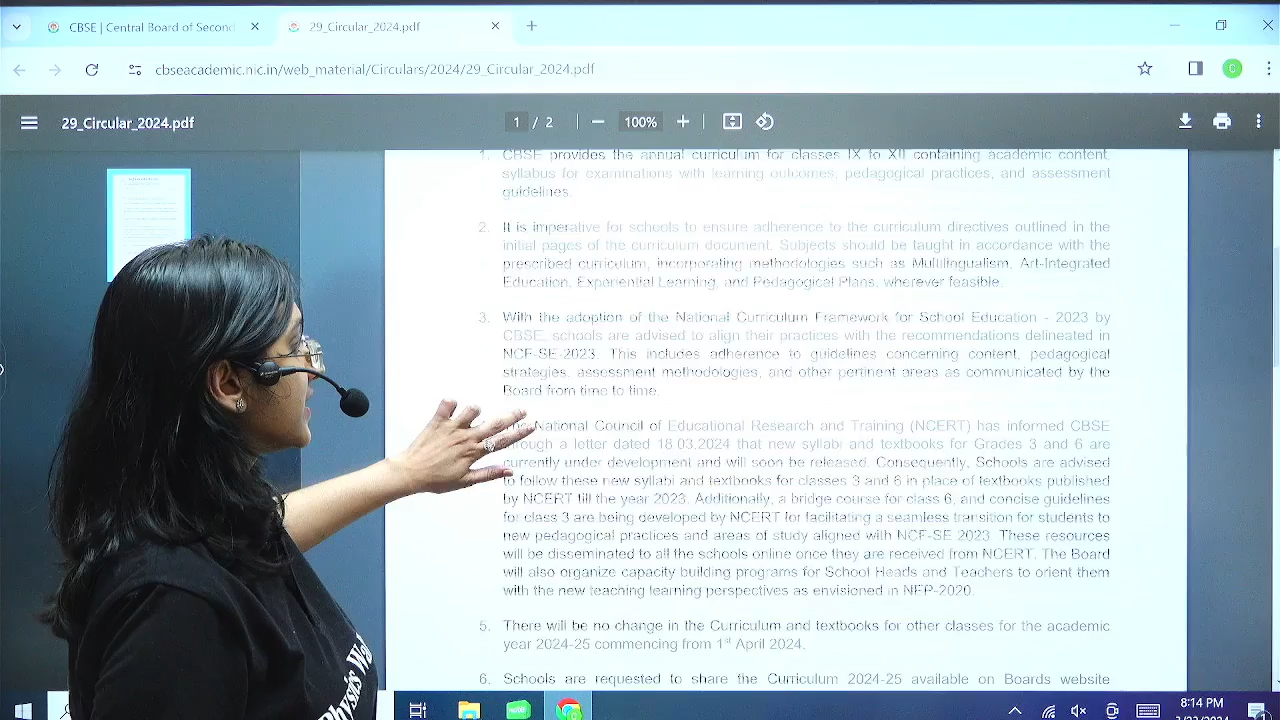 CBSE | Central Board of Second
29_Circular_2024.pdf
cbseacademic.nic.in/web_material/Circulars/2024/29_Circular_2024.pdf
29_Circular_2024.pdf
1 / 2
100%
1. CBSE provides the annual curriculum for classes IX to XII containing academic content,
syllabus for examinations with learning outcomes, pedagogical practices, and assessment
guidelines.
2. It is imperative for schools to ensure adherence to the curriculum directives outlined in the
initial pages of the curriculum document. Subjects should be taught in accordance with the
prescribed curriculum, incorporating methodologies such as Multilingualism, Art-Integrated
Education, Experiential Learning, and Pedagogical Plans, wherever feasible.
3. With the adoption of the National Curriculum Framework for School Education - 2023 by
CBSE, schools are advised to align their practices with the recommendations delineated in
NCF-SE-2023. This includes adherence to guidelines concerning content, pedagogical
strategies, assessment methodologies, and other pertinent areas as communicated by the
Board from time to time.
National Council of Educational Research and Training (NCERT) has informed CBSE
a letter dated 18.03.2024 that new syllabi and textbooks for Grades 3 and 6 are
currently under development and will soon be released. Consequently, Schools are advised
to follow these new syllabi and textbooks for classes 3 and 6 in place of textbooks published
by NCERT till the year 2023. Additionally, a bridge course for class 6, and concise guidelines
for class 3 are being developed by NCERT for facilitating a seamless transition for students to
new pedagogical practices and areas of study aligned with NCF-SE 2023. These resources
will be disseminated to all the schools online once they are received from NCERT. The Board
will also organize capacity building programs for School Heads and Teachers to orient them
with the new teaching learning perspectives as envisioned in NEP-2020.
5. There will be no change in the Curriculum and textbooks for other classes for the academic
year 2024-25 commencing from 1st April 2024.
6. Schools are requested to share the Curriculum 2024-25 available on Boards website
8:14 PM